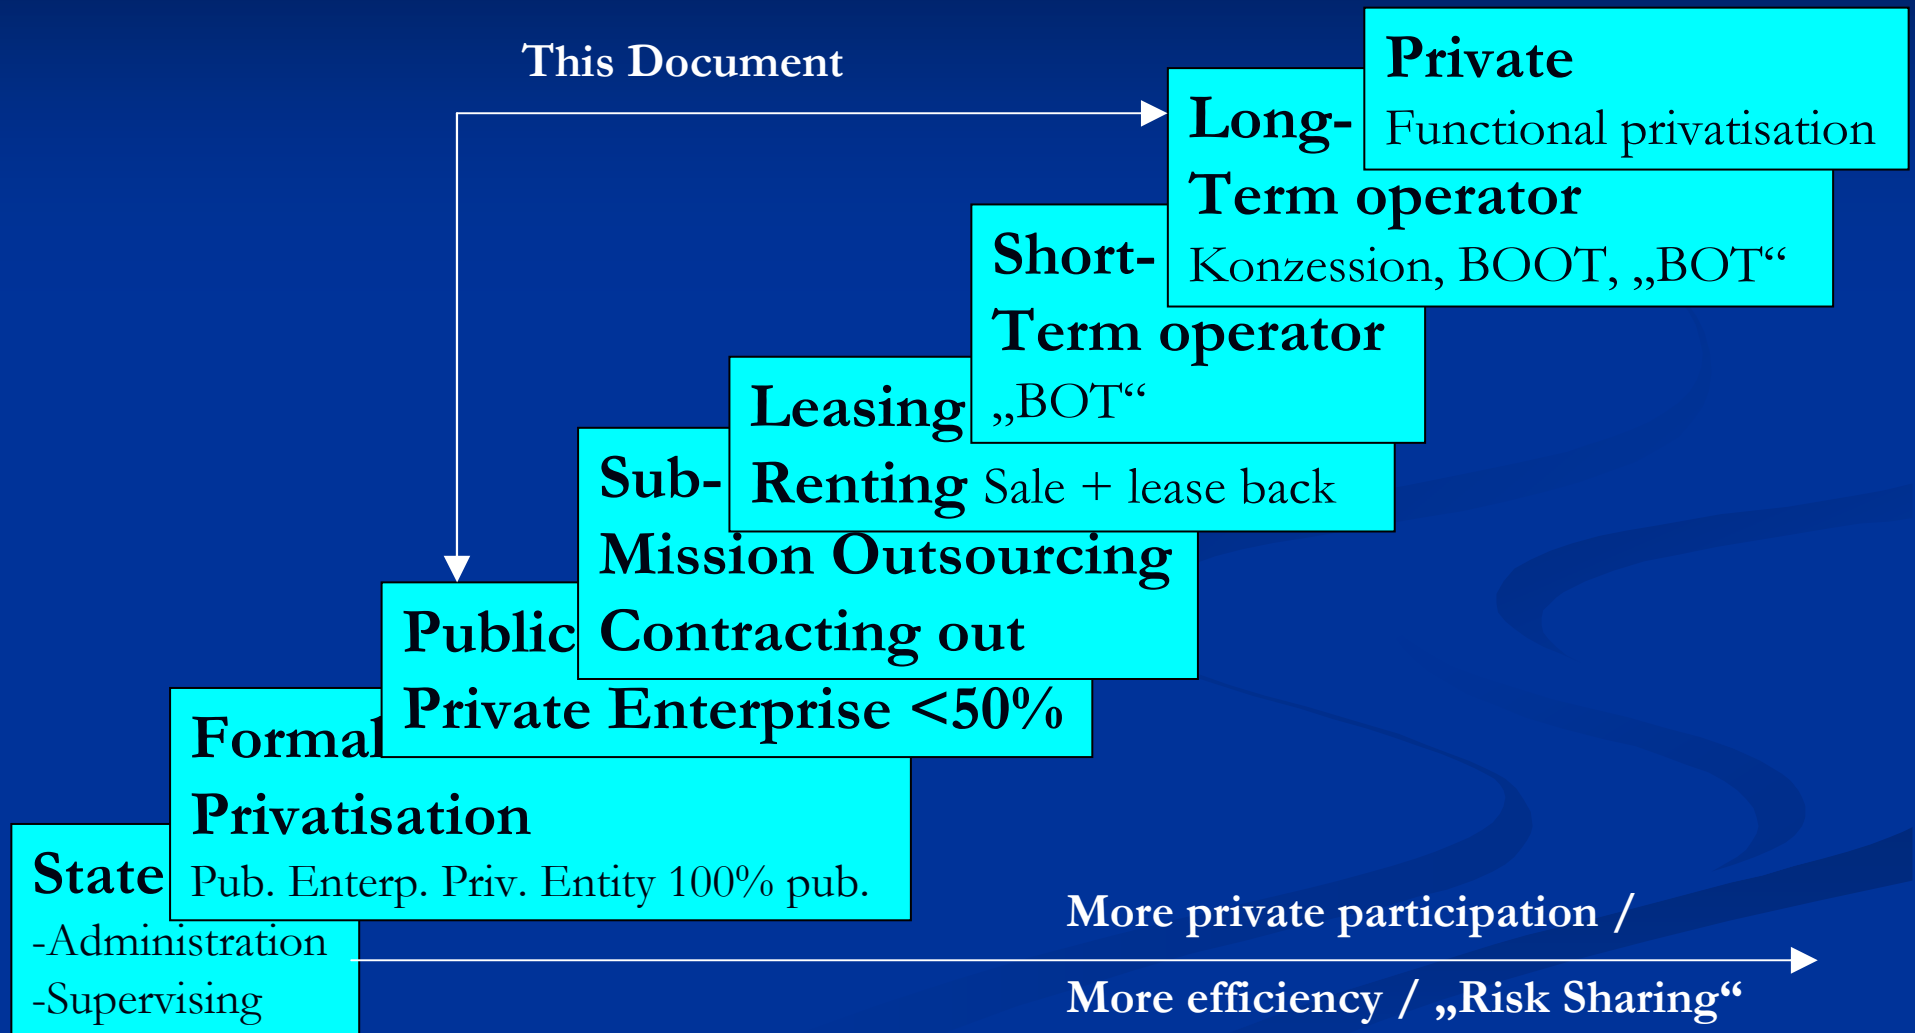 This Document
Private
Functional privatisation
Long-
Term operator
Konzession, BOOT, „BOT“
Short-
Term operator
„BOT“
Leasing
Renting Sale + lease back
Sub-
Mission Outsourcing
Contracting out
Public
Private Enterprise <50%
Formal
Privatisation
Pub. Enterp. Priv. Entity 100% pub.
State
-Administration
-Supervising
More private participation /
More efficiency / „Risk Sharing“